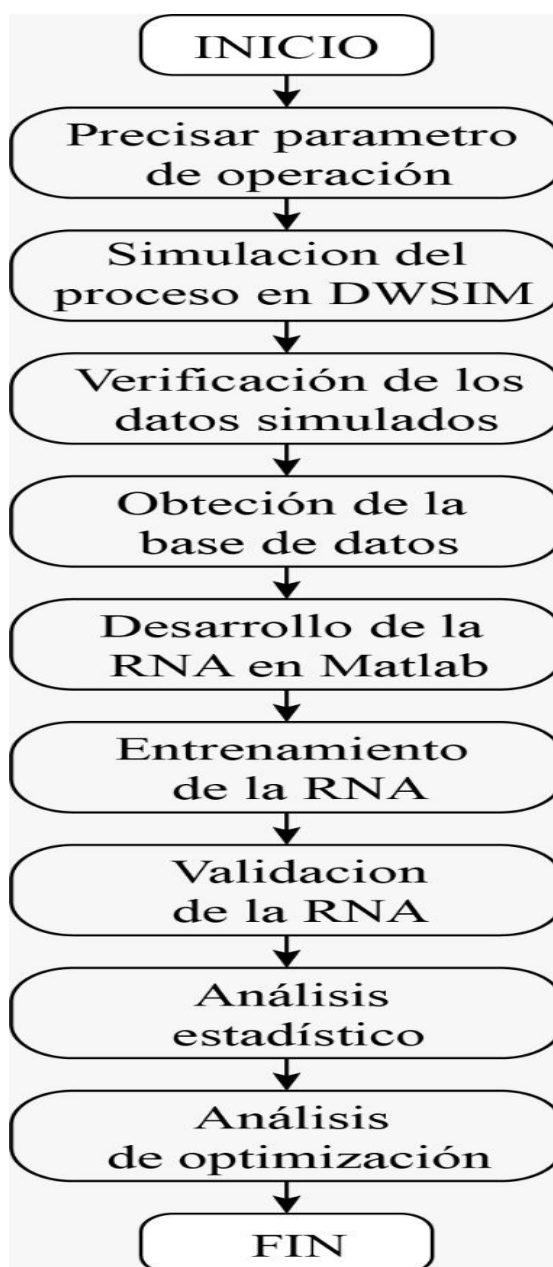 INICIO
Precisar parametro
de operación
Simulacion del
proceso en DWSIM
Verificación de los
datos simulados
Obteción de la
base de datos
Desarrollo de la
RNA en Matlab
Entrenamiento
de la RNA
Validacion
de la RNA
Análisis
estadístico
Análisis
de optimización
FIN